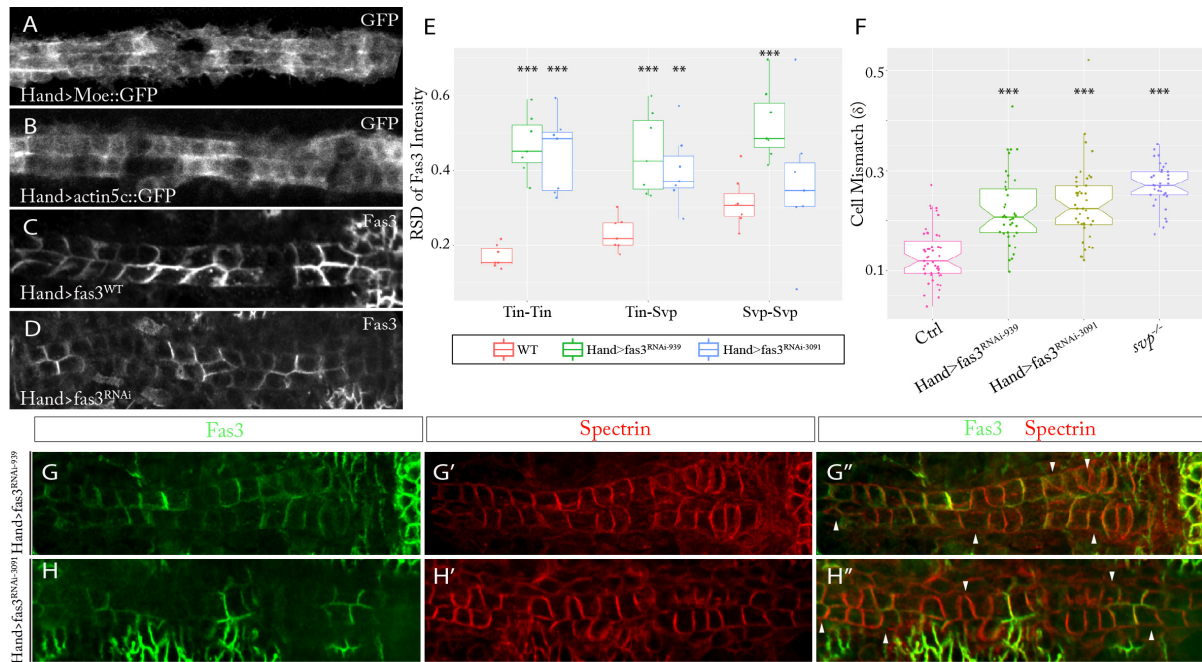 A GFP
Hand>Moe::GFP
B GFP
Hand>actin5c::GFP
C Fas3
Hand>fas3WT
D Fas3
Hand>fas3RNAi
E
RSD of Fas3 Intensity
0.6
0.4
0.2
*** ***
*** **
***
Tin-Tin Tin-Svp Svp-Svp
WT Hand>fas3RNAi-939 Hand>fas3RNAi-3091
F
Cell Mismatch (δ)
0.5
0.3
0.1
*** *** ***
Ctrl
Hand>fas3RNAi-939
Hand>fas3RNAi-3091
svp-/-
Fas3 Spectrin Fas3 Spectrin
Hand>fas3RNAi-939
G G′ G″
Hand>fas3RNAi-3091
H H′ H″